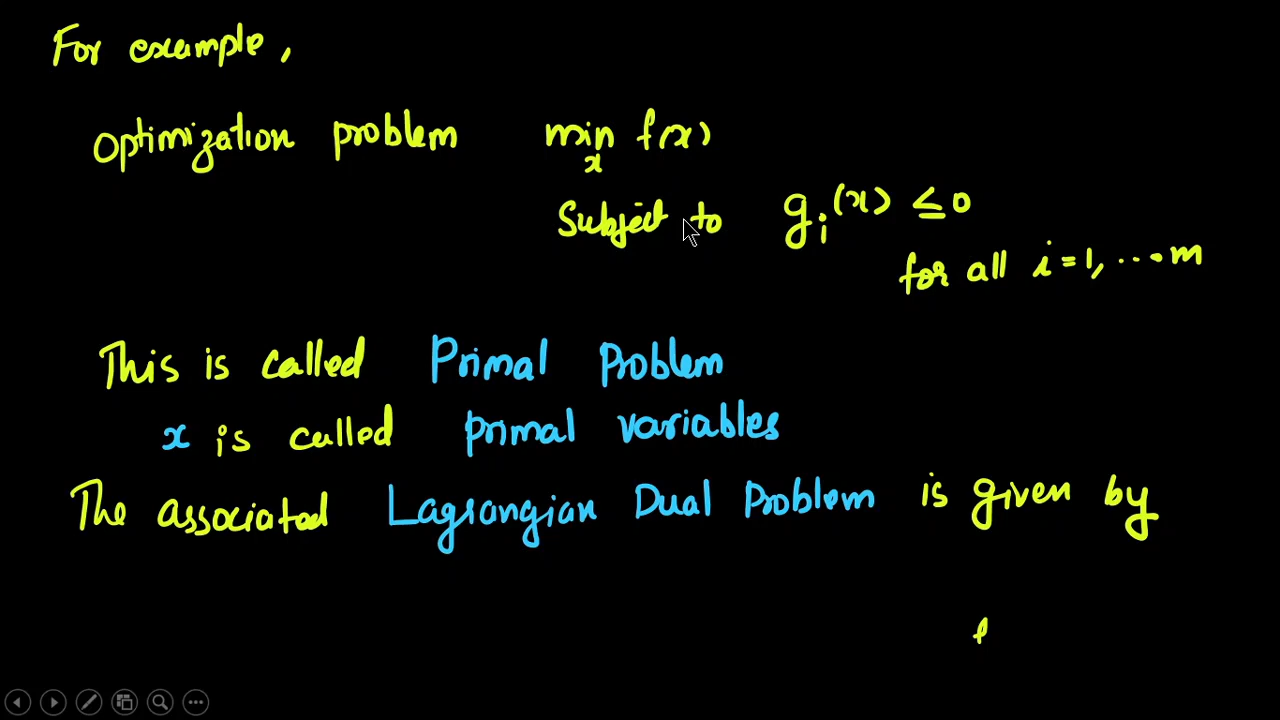 For example,
Optimization problem min f(x)
x
Subject to g_i(x) ≤ 0
for all i = 1, ... m
This is called Primal Problem
x is called primal variables
The associated Lagrangian Dual Problem is given by